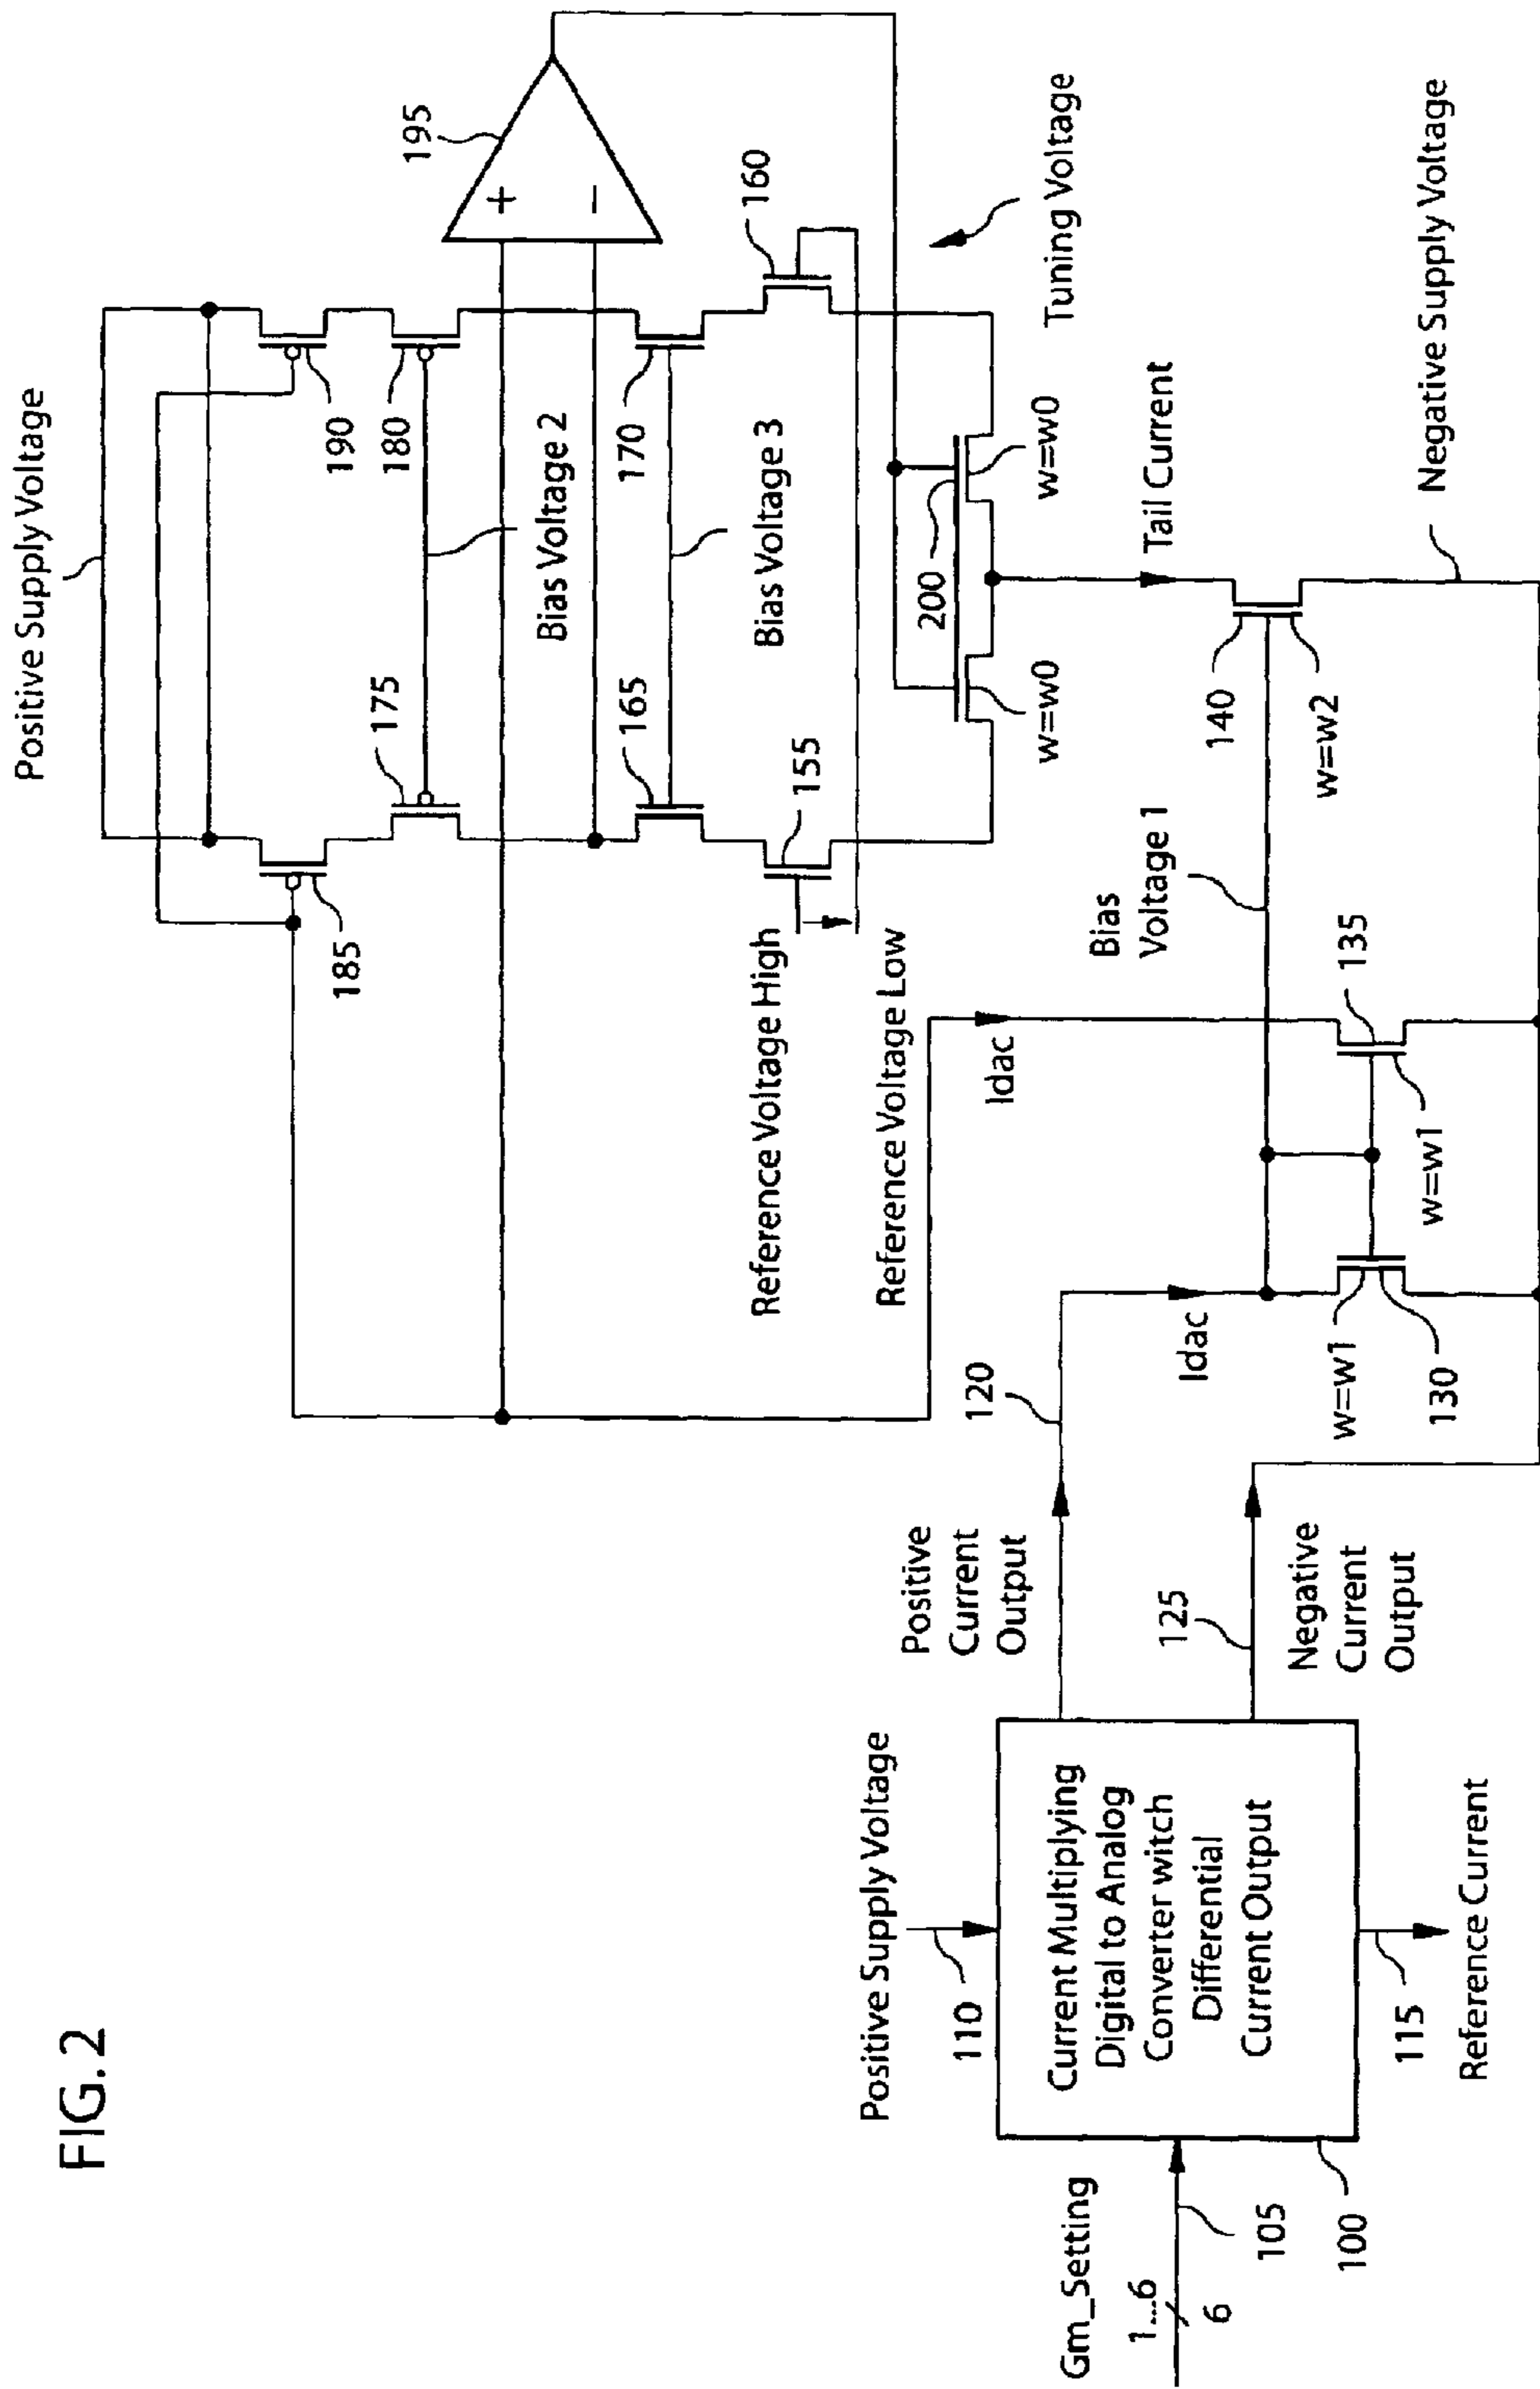 FIG.2
Positive Supply Voltage
195
190
180
175
185
Bias Voltage 2
170
160
165
Bias Voltage 3
155
Reference Voltage High
Reference Voltage Low
Tuning Voltage
200
w=w0
w=w0
Tail Current
140
w=w2
Negative Supply Voltage
Bias
Voltage 1
Idac
135
w=w1
120
Idac
w=w1
130
Positive
Current
Output
125
Negative
Current
Output
Positive Supply Voltage
110
Current Multiplying
Digital to Analog
Converter witch
Differential
Current Output
115
Reference Current
Gm_Setting
1...6
6
105
100
+
−